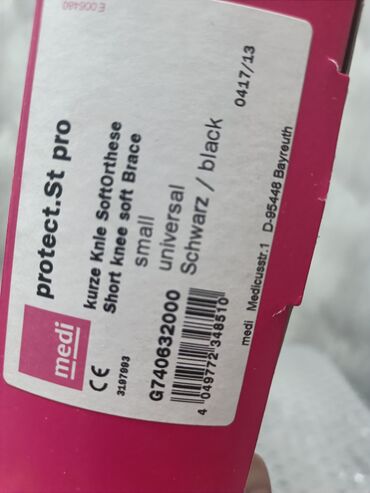 E 006480
protect.St pro
medi
kurze Knie Softorthese
Short knee soft Brace
small
universal
Schwarz / black
0417/13
CE
3197993
G740632000
4 049772 348510
medi Medicusstr.1 D-95448 Bayreuth